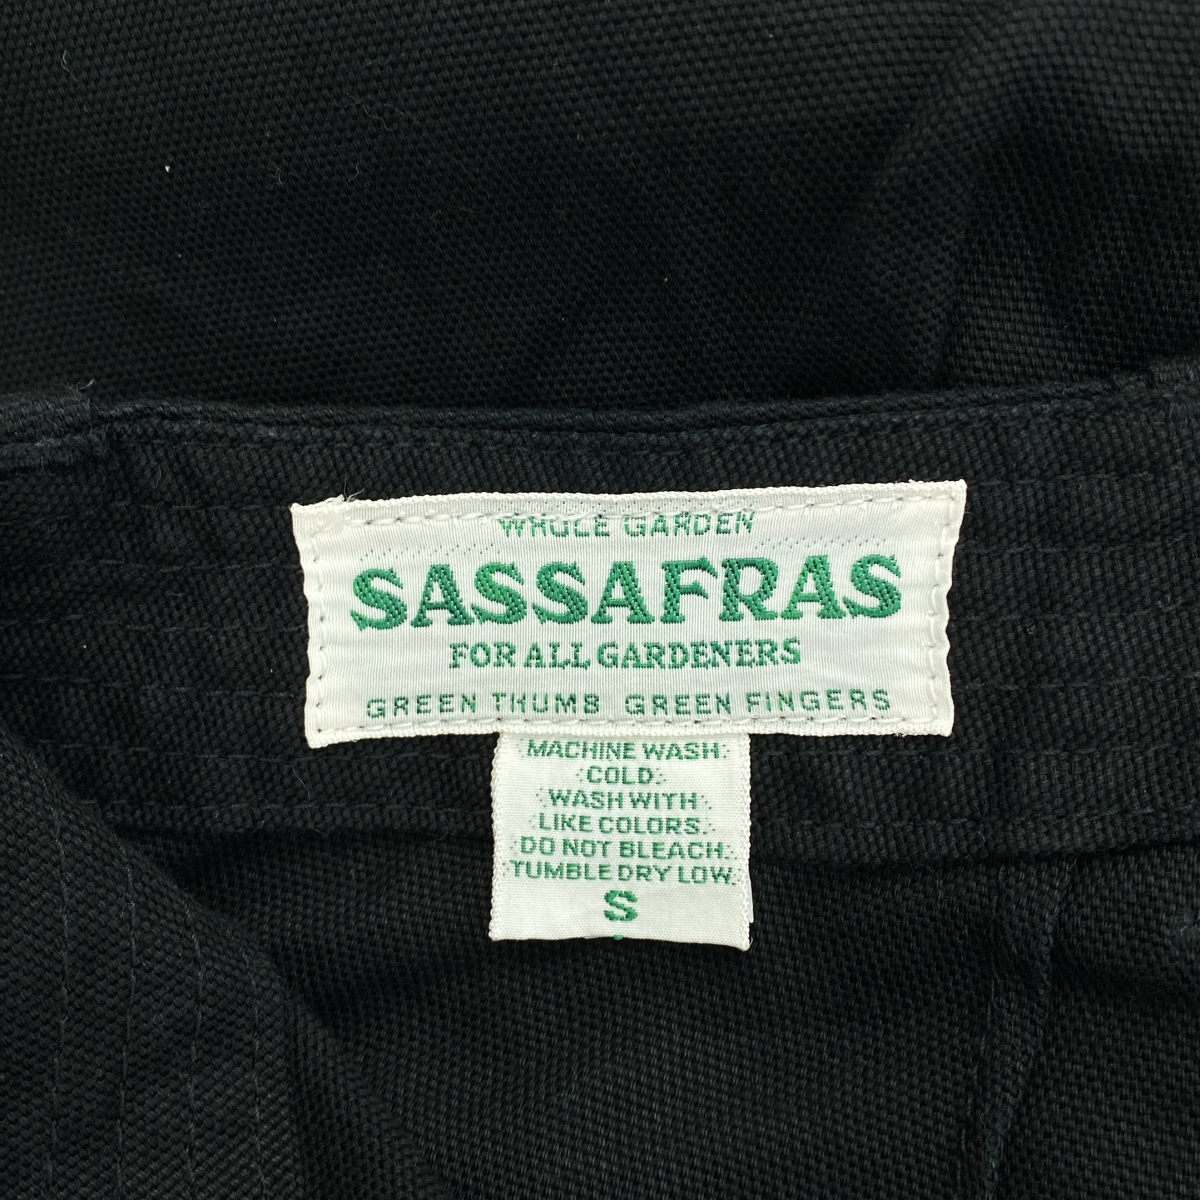 WHOLE GARDEN
SASSAFRAS
FOR ALL GARDENERS
GREEN THUMB GREEN FINGERS
MACHINE WASH
COLD.
WASH WITH
LIKE COLORS.
DO NOT BLEACH.
TUMBLE DRY LOW.
S